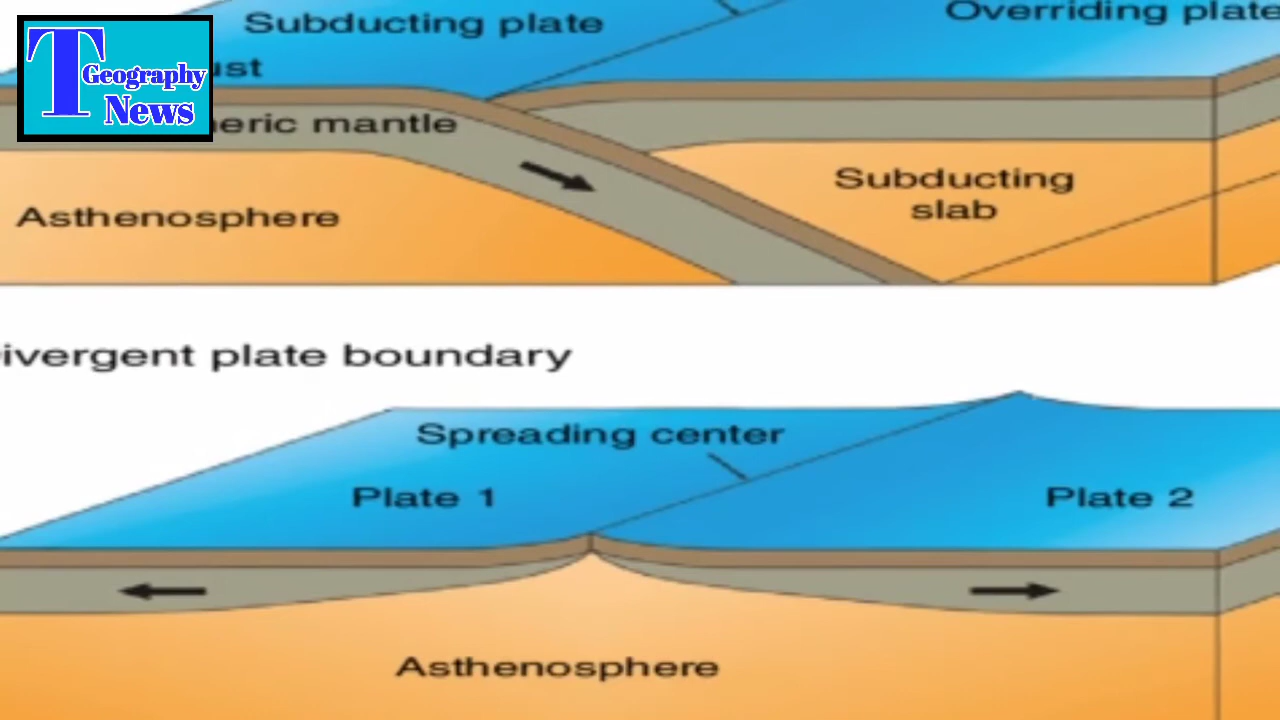 Subducting plate
Overriding plate
T
Geography
News
ust
eric mantle
Asthenosphere
Subducting
slab
ivergent plate boundary
Spreading center
Plate 1
Plate 2
Asthenosphere